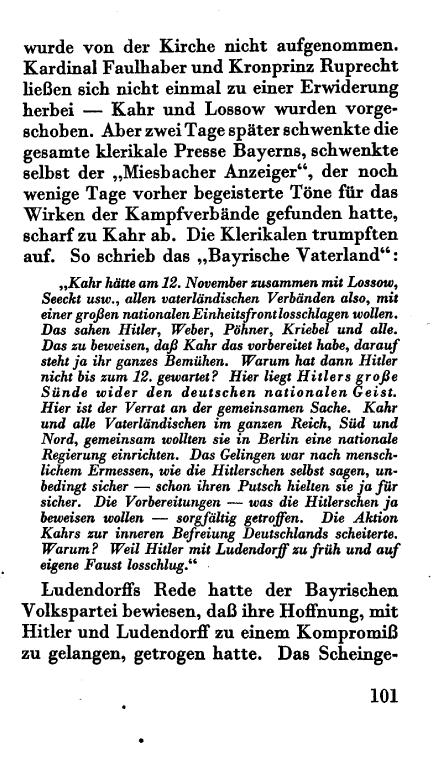 wurde von der Kirche nicht aufgenommen.
Kardinal Faulhaber und Kronprinz Ruprecht
ließen sich nicht einmal zu einer Erwiderung
herbei — Kahr und Lossow wurden vorge-
schoben. Aber zwei Tage später schwenkte die
gesamte klerikale Presse Bayerns, schwenkte
selbst der „Miesbacher Anzeiger“, der noch
wenige Tage vorher begeisterte Töne für das
Wirken der Kampfverbände gefunden hatte,
scharf zu Kahr ab. Die Klerikalen trumpften
auf. So schrieb das „Bayrische Vaterland“:
„Kahr hätte am 12. November zusammen mit Lossow,
Seeckt usw., allen vaterländischen Verbänden also, mit
einer großen nationalen Einheitsfront losschlagen wollen.
Das sahen Hitler, Weber, Pöhner, Kriebel und alle.
Das zu beweisen, daß Kahr das vorbereitet habe, darauf
steht ja ihr ganzes Bemühen. Warum hat dann Hitler
nicht bis zum 12. gewartet? Hier liegt Hitlers große
Sünde wider den deutschen nationalen Geist.
Hier ist der Verrat an der gemeinsamen Sache. Kahr
und alle Vaterländischen im ganzen Reich, Süd und
Nord, gemeinsam wollten sie in Berlin eine nationale
Regierung einrichten. Das Gelingen war nach mensch-
lichem Ermessen, wie die Hitlerschen selbst sagen, un-
bedingt sicher — schon ihren Putsch hielten sie ja für
sicher. Die Vorbereitungen — was die Hitlerschen ja
beweisen wollen — sorgfältig getroffen. Die Aktion
Kahrs zur inneren Befreiung Deutschlands scheiterte.
Warum? Weil Hitler mit Ludendorff zu früh und auf
eigene Faust losschlug.“
Ludendorffs Rede hatte der Bayrischen
Volkspartei bewiesen, daß ihre Hoffnung, mit
Hitler und Ludendorff zu einem Kompromiß
zu gelangen, getrogen hatte. Das Scheinge-
101